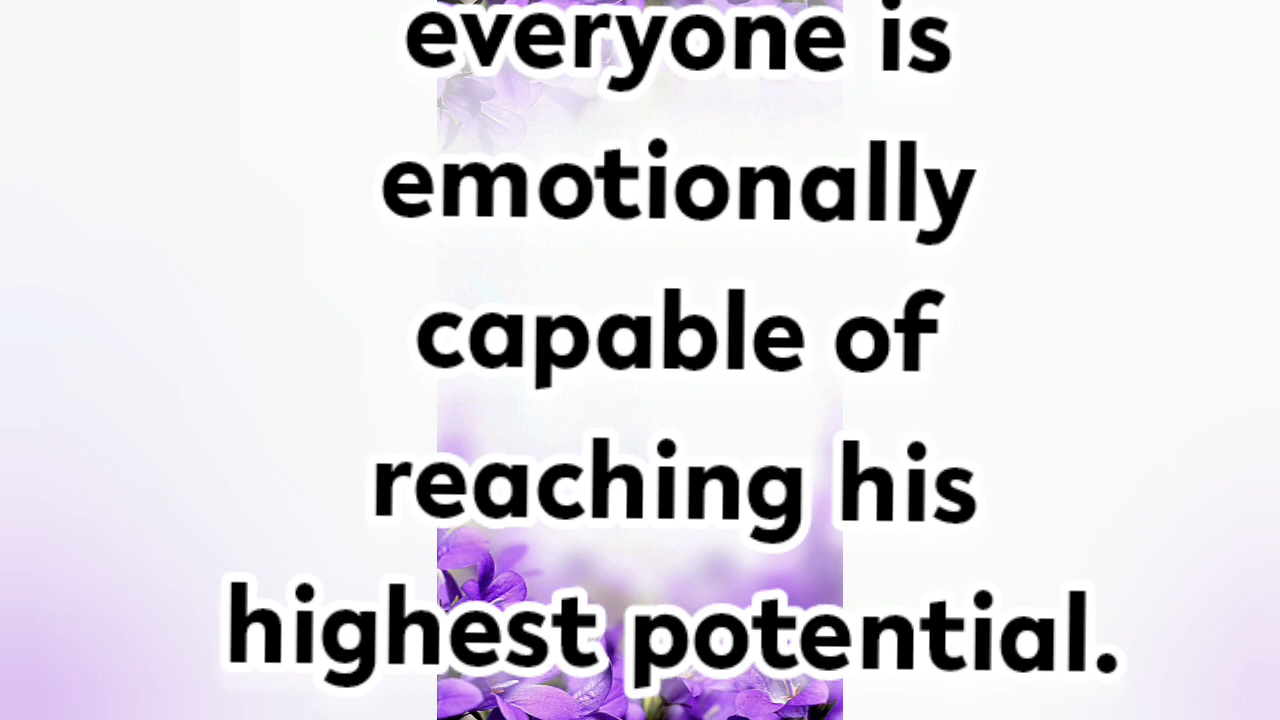 everyone is
emotionally
capable of
reaching his
highest potential.